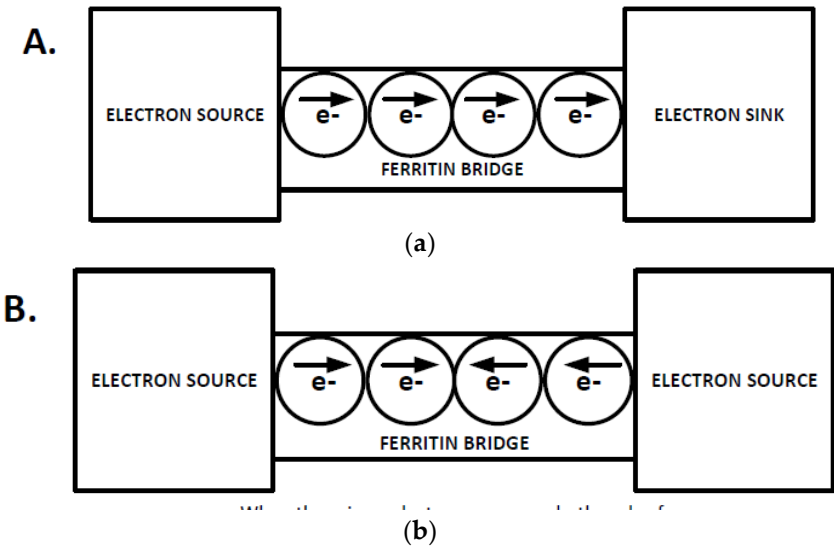 A.
ELECTRON SOURCE
e- e- e- e-
ELECTRON SINK
FERRITIN BRIDGE
(a)
B.
ELECTRON SOURCE
e- e- e- e-
ELECTRON SOURCE
FERRITIN BRIDGE
(b)